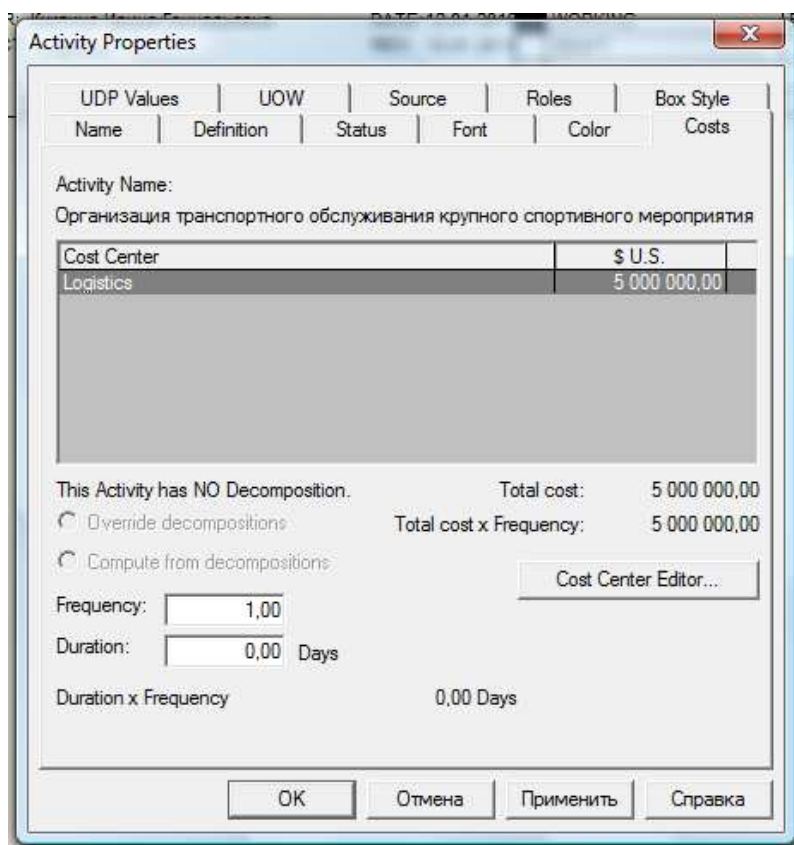 Activity Properties
UDP Values UOW Source Roles Box Style
Name Definition Status Font Color Costs
Activity Name:
Организация транспортного обслуживания крупного спортивного мероприятия
Cost Center $ U.S.
Logistics 5 000 000,00
This Activity has NO Decomposition. Total cost: 5 000 000,00
Override decompositions Total cost x Frequency: 5 000 000,00
Compute from decompositions
Cost Center Editor...
Frequency: 1,00
Duration: 0,00 Days
Duration x Frequency 0,00 Days
OK Отмена Применить Справка